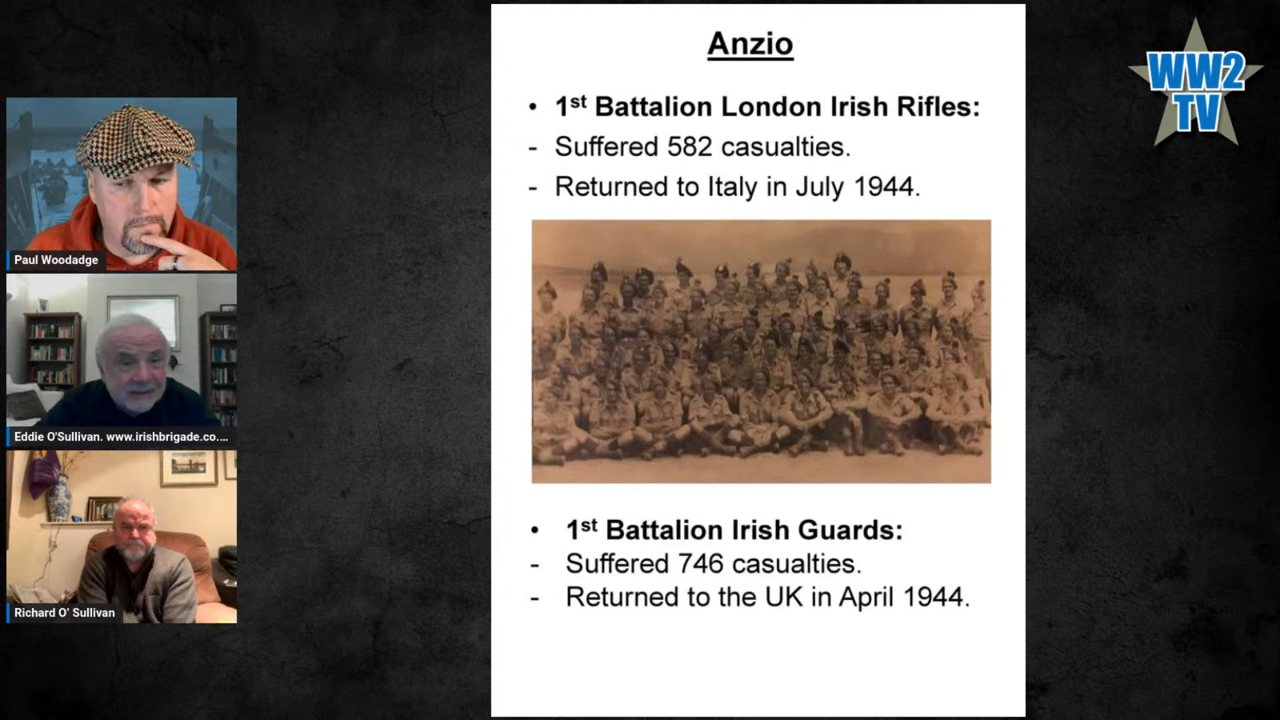 Anzio
• 1st Battalion London Irish Rifles:
- Suffered 582 casualties.
- Returned to Italy in July 1944.
• 1st Battalion Irish Guards:
- Suffered 746 casualties.
- Returned to the UK in April 1944.
WW2
TV
Paul Woodadge
Eddie O'Sullivan. www.irishbrigade.co....
Richard O' Sullivan